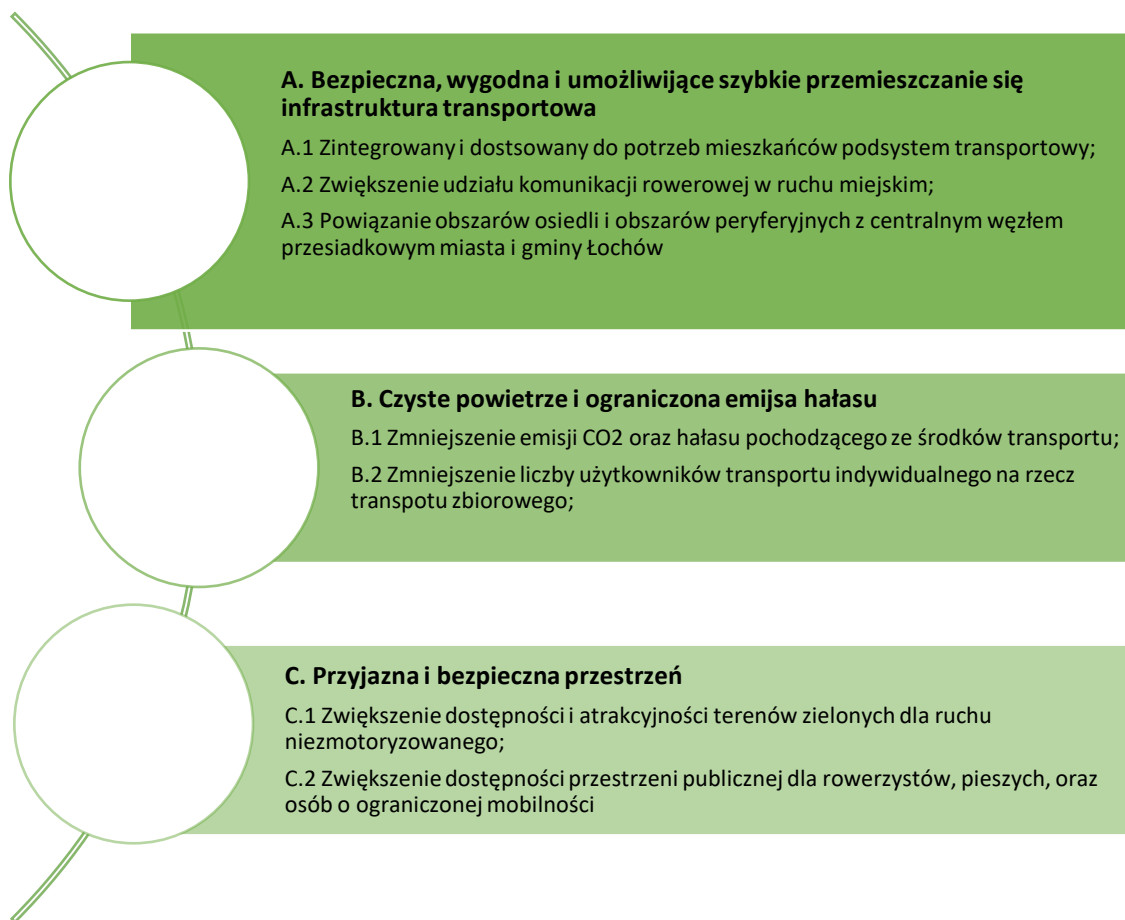 A. Bezpieczna, wygodna i umożliwijące szybkie przemieszczanie się
infrastruktura transportowa
A.1 Zintegrowany i dostsowany do potrzeb mieszkańców podsystem transportowy;
A.2 Zwiększenie udziału komunikacji rowerowej w ruchu miejskim;
A.3 Powiązanie obszarów osiedli i obszarów peryferyjnych z centralnym węzłem
przesiadkowym miasta i gminy Łochów
B. Czyste powietrze i ograniczona emijsa hałasu
B.1 Zmniejszenie emisji CO2 oraz hałasu pochodzącego ze środków transportu;
B.2 Zmniejszenie liczby użytkowników transportu indywidualnego na rzecz
transpotu zbiorowego;
C. Przyjazna i bezpieczna przestrzeń
C.1 Zwiększenie dostępności i atrakcyjności terenów zielonych dla ruchu
niezmotoryzowanego;
C.2 Zwiększenie dostępności przestrzeni publicznej dla rowerzystów, pieszych, oraz
osób o ograniczonej mobilności